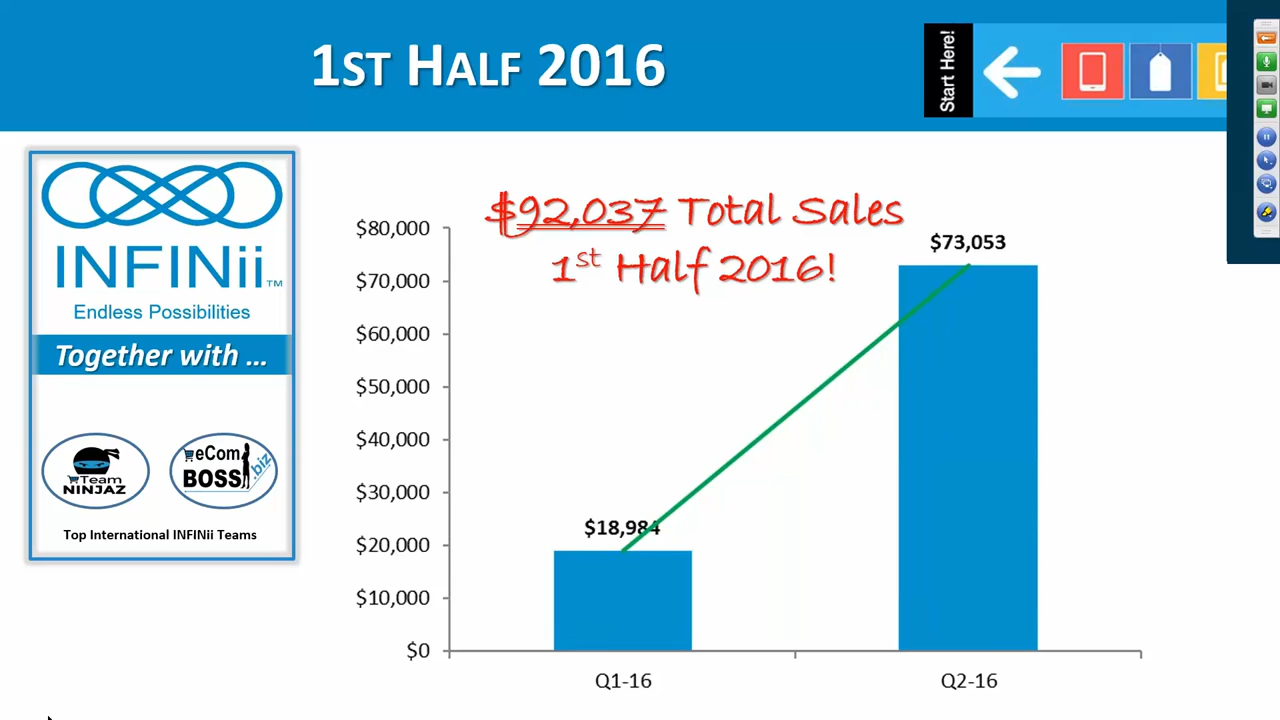 1ST HALF 2016
Start Here!
INFINii™
Endless Possibilities
Together with ...
Team
NINJAZ
eCom
BOSS
.biz
Top International INFINii Teams
$92,037 Total Sales
1st Half 2016!
$80,000
$70,000
$60,000
$50,000
$40,000
$30,000
$20,000
$10,000
$0
$18,984
$73,053
Q1-16
Q2-16